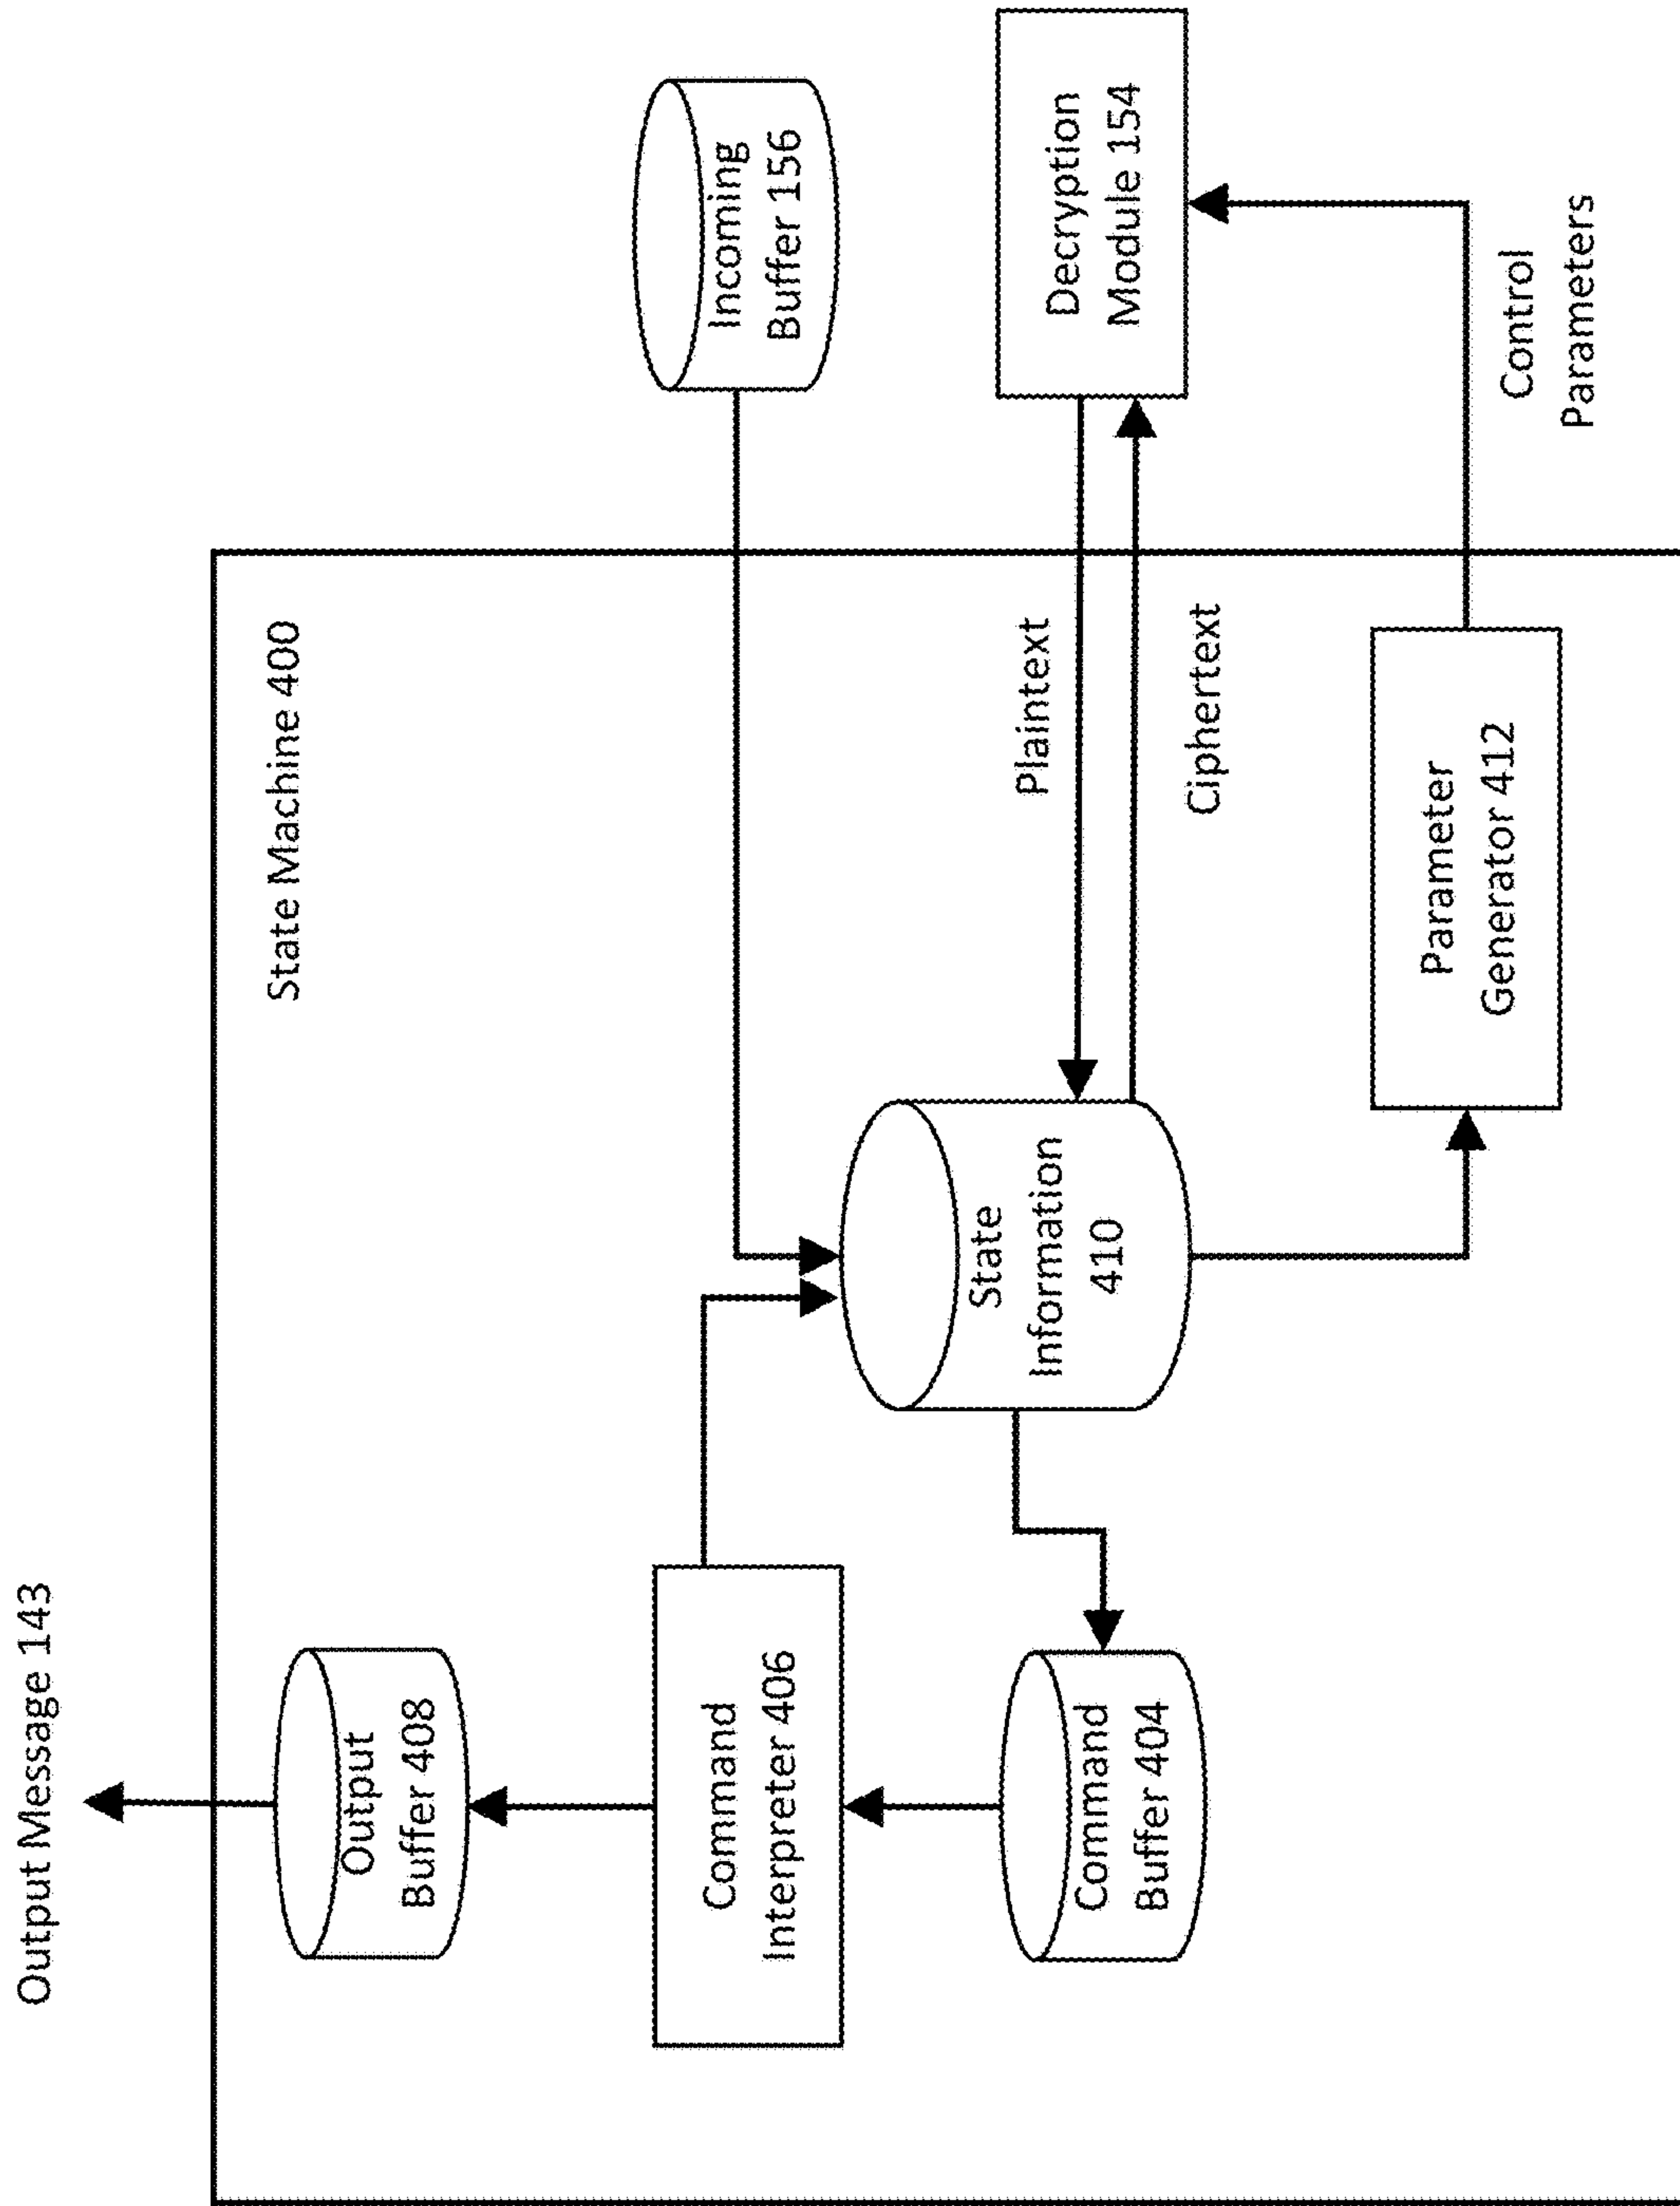 Output Message 143
State Machine 400
Output
Buffer 408
Command
Interpreter 406
Incoming
Buffer 156
State
Information
410
Command
Buffer 404
Plaintext
Ciphertext
Decryption
Module 154
Parameter
Generator 412
Control
Parameters